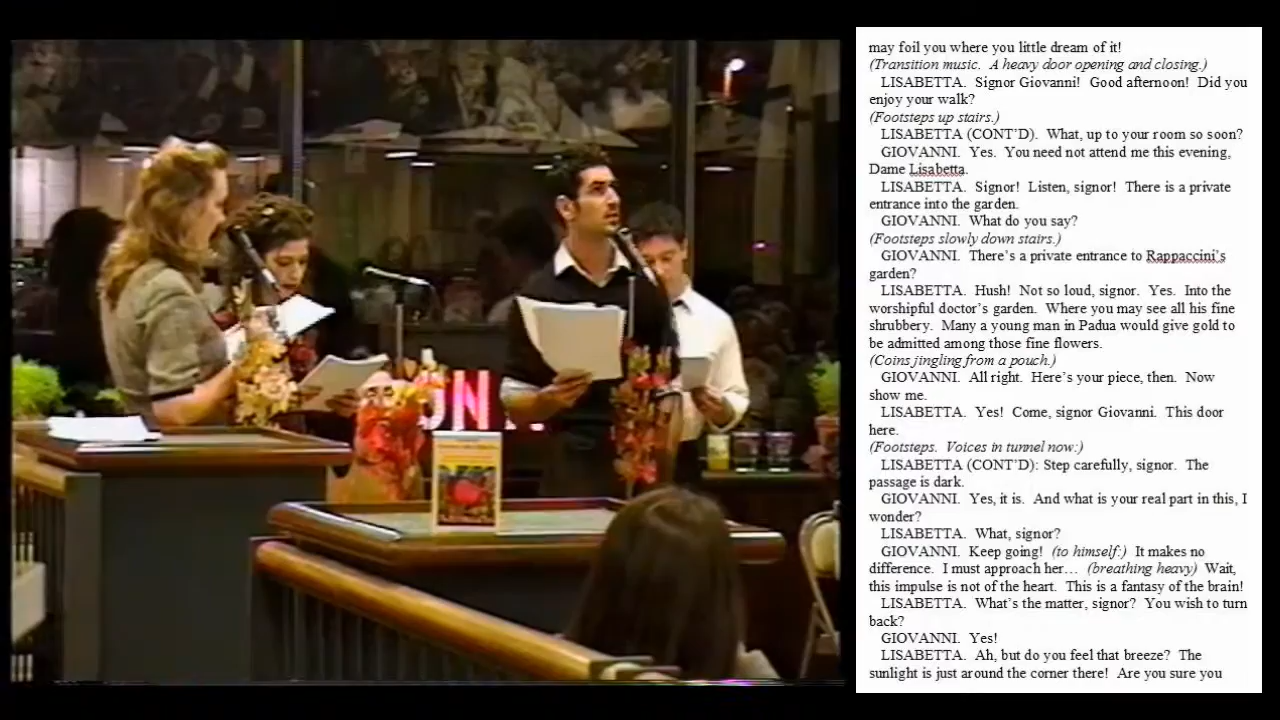 may foil you where you little dream of it!
(Transition music.  A heavy door opening and closing.)
LISABETTA.  Signor Giovanni!  Good afternoon!  Did you
enjoy your walk?
(Footsteps up stairs.)
LISABETTA (CONT'D).  What, up to your room so soon?
GIOVANNI.  Yes.  You need not attend me this evening,
Dame Lisabetta.
LISABETTA.  Signor!  Listen, signor!  There is a private
entrance into the garden.
GIOVANNI.  What do you say?
(Footsteps slowly down stairs.)
GIOVANNI.  There's a private entrance to Rappaccini's
garden?
LISABETTA.  Hush!  Not so loud, signor.  Yes.  Into the
worshipful doctor's garden.  Where you may see all his fine
shrubbery.  Many a young man in Padua would give gold to
be admitted among those fine flowers.
(Coins jingling from a pouch.)
GIOVANNI.  All right.  Here's your piece, then.  Now
show me.
LISABETTA.  Yes!  Come, signor Giovanni.  This door
here.
(Footsteps.  Voices in tunnel now:)
LISABETTA (CONT'D): Step carefully, signor.  The
passage is dark.
GIOVANNI.  Yes, it is.  And what is your real part in this, I
wonder?
LISABETTA.  What, signor?
GIOVANNI.  Keep going!  (to himself:)  It makes no
difference.  I must approach her…  (breathing heavy)  Wait,
this impulse is not of the heart.  This is a fantasy of the brain!
LISABETTA.  What's the matter, signor?  You wish to turn
back?
GIOVANNI.  Yes!
LISABETTA.  Ah, but do you feel that breeze?  The
sunlight is just around the corner there!  Are you sure you